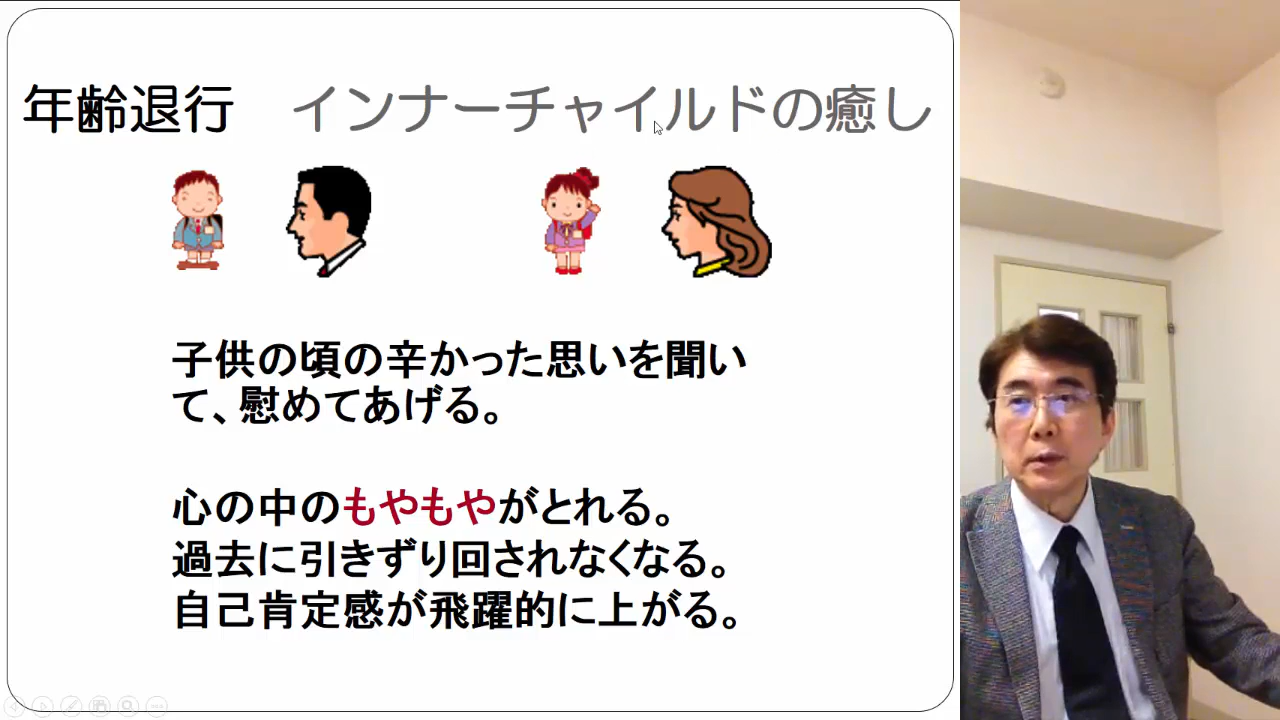 年齢退行 インナーチャイルドの癒し
子供の頃の辛かった思いを聞い
て、慰めてあげる。
心の中のもやもやがとれる。
過去に引きずり回されなくなる。
自己肯定感が飛躍的に上がる。